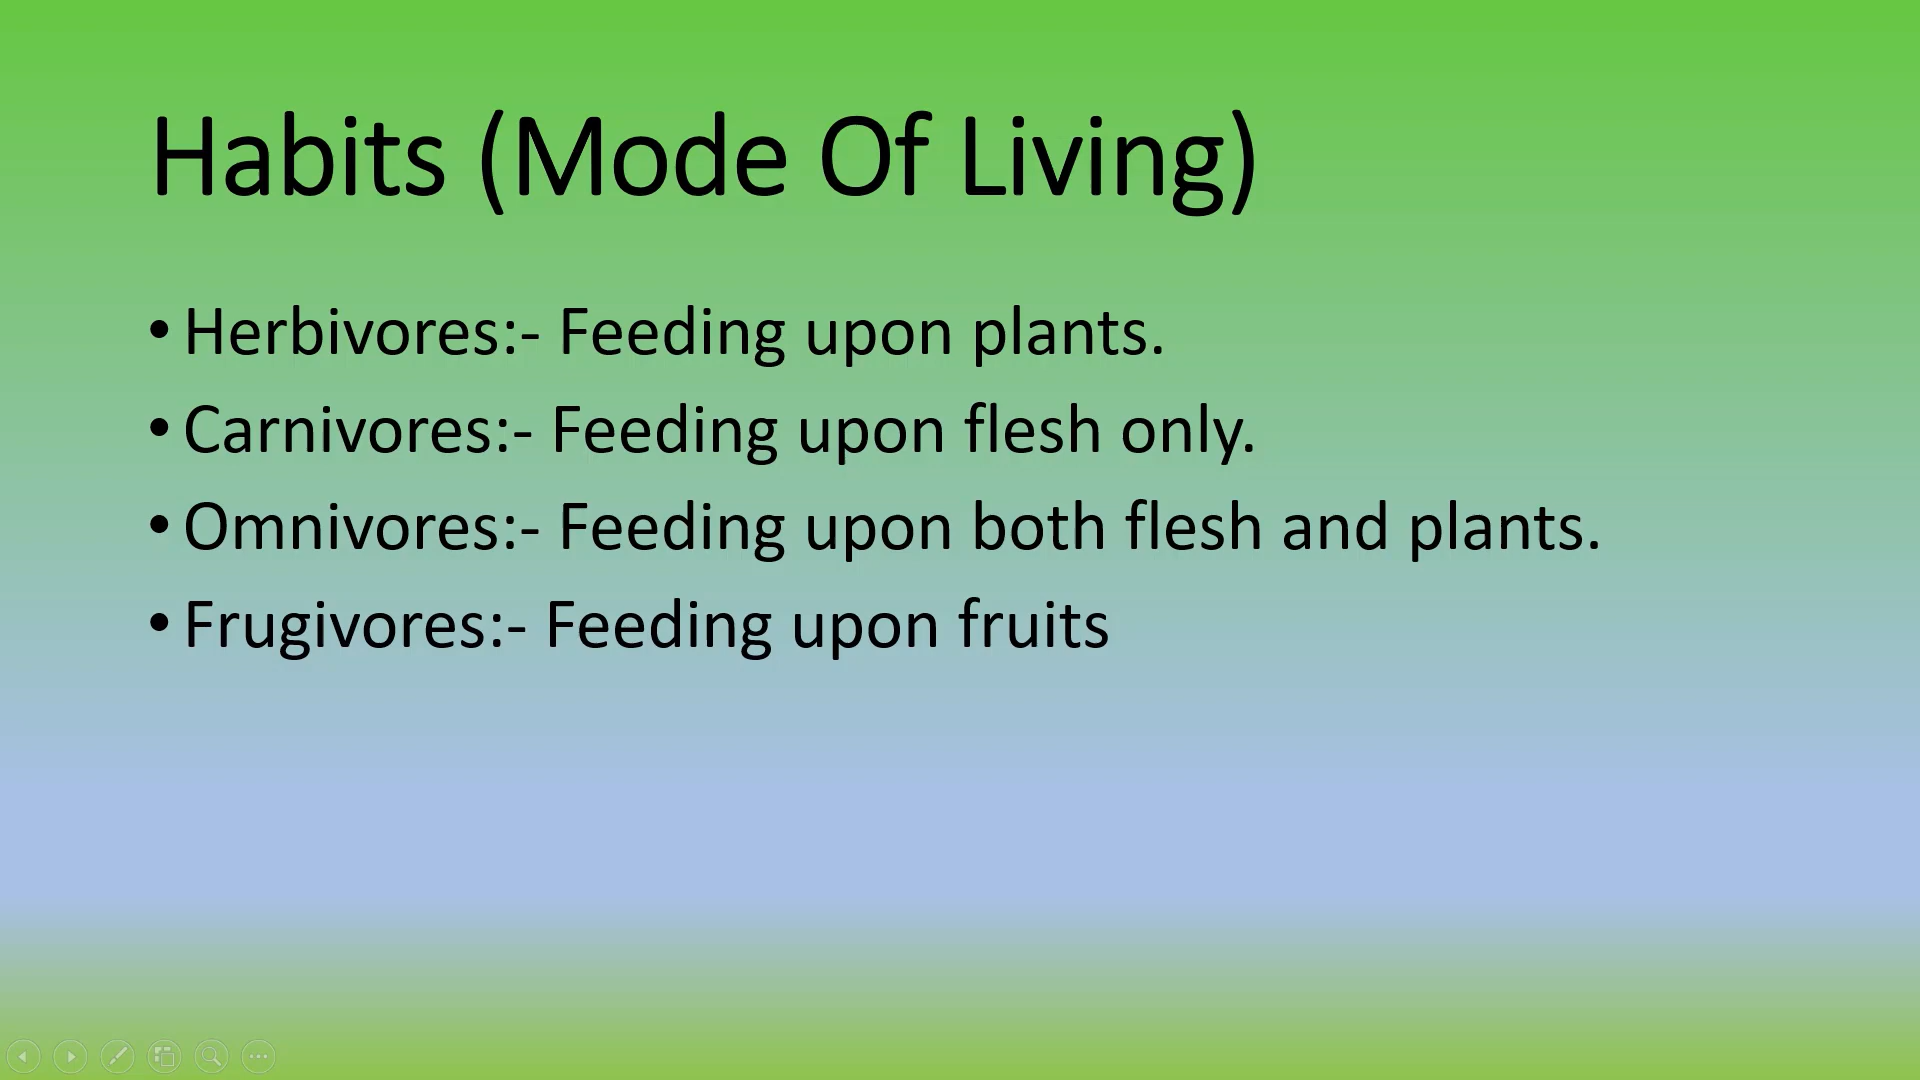 Habits (Mode Of Living)
• Herbivores:- Feeding upon plants.
• Carnivores:- Feeding upon flesh only.
• Omnivores:- Feeding upon both flesh and plants.
• Frugivores:- Feeding upon fruits